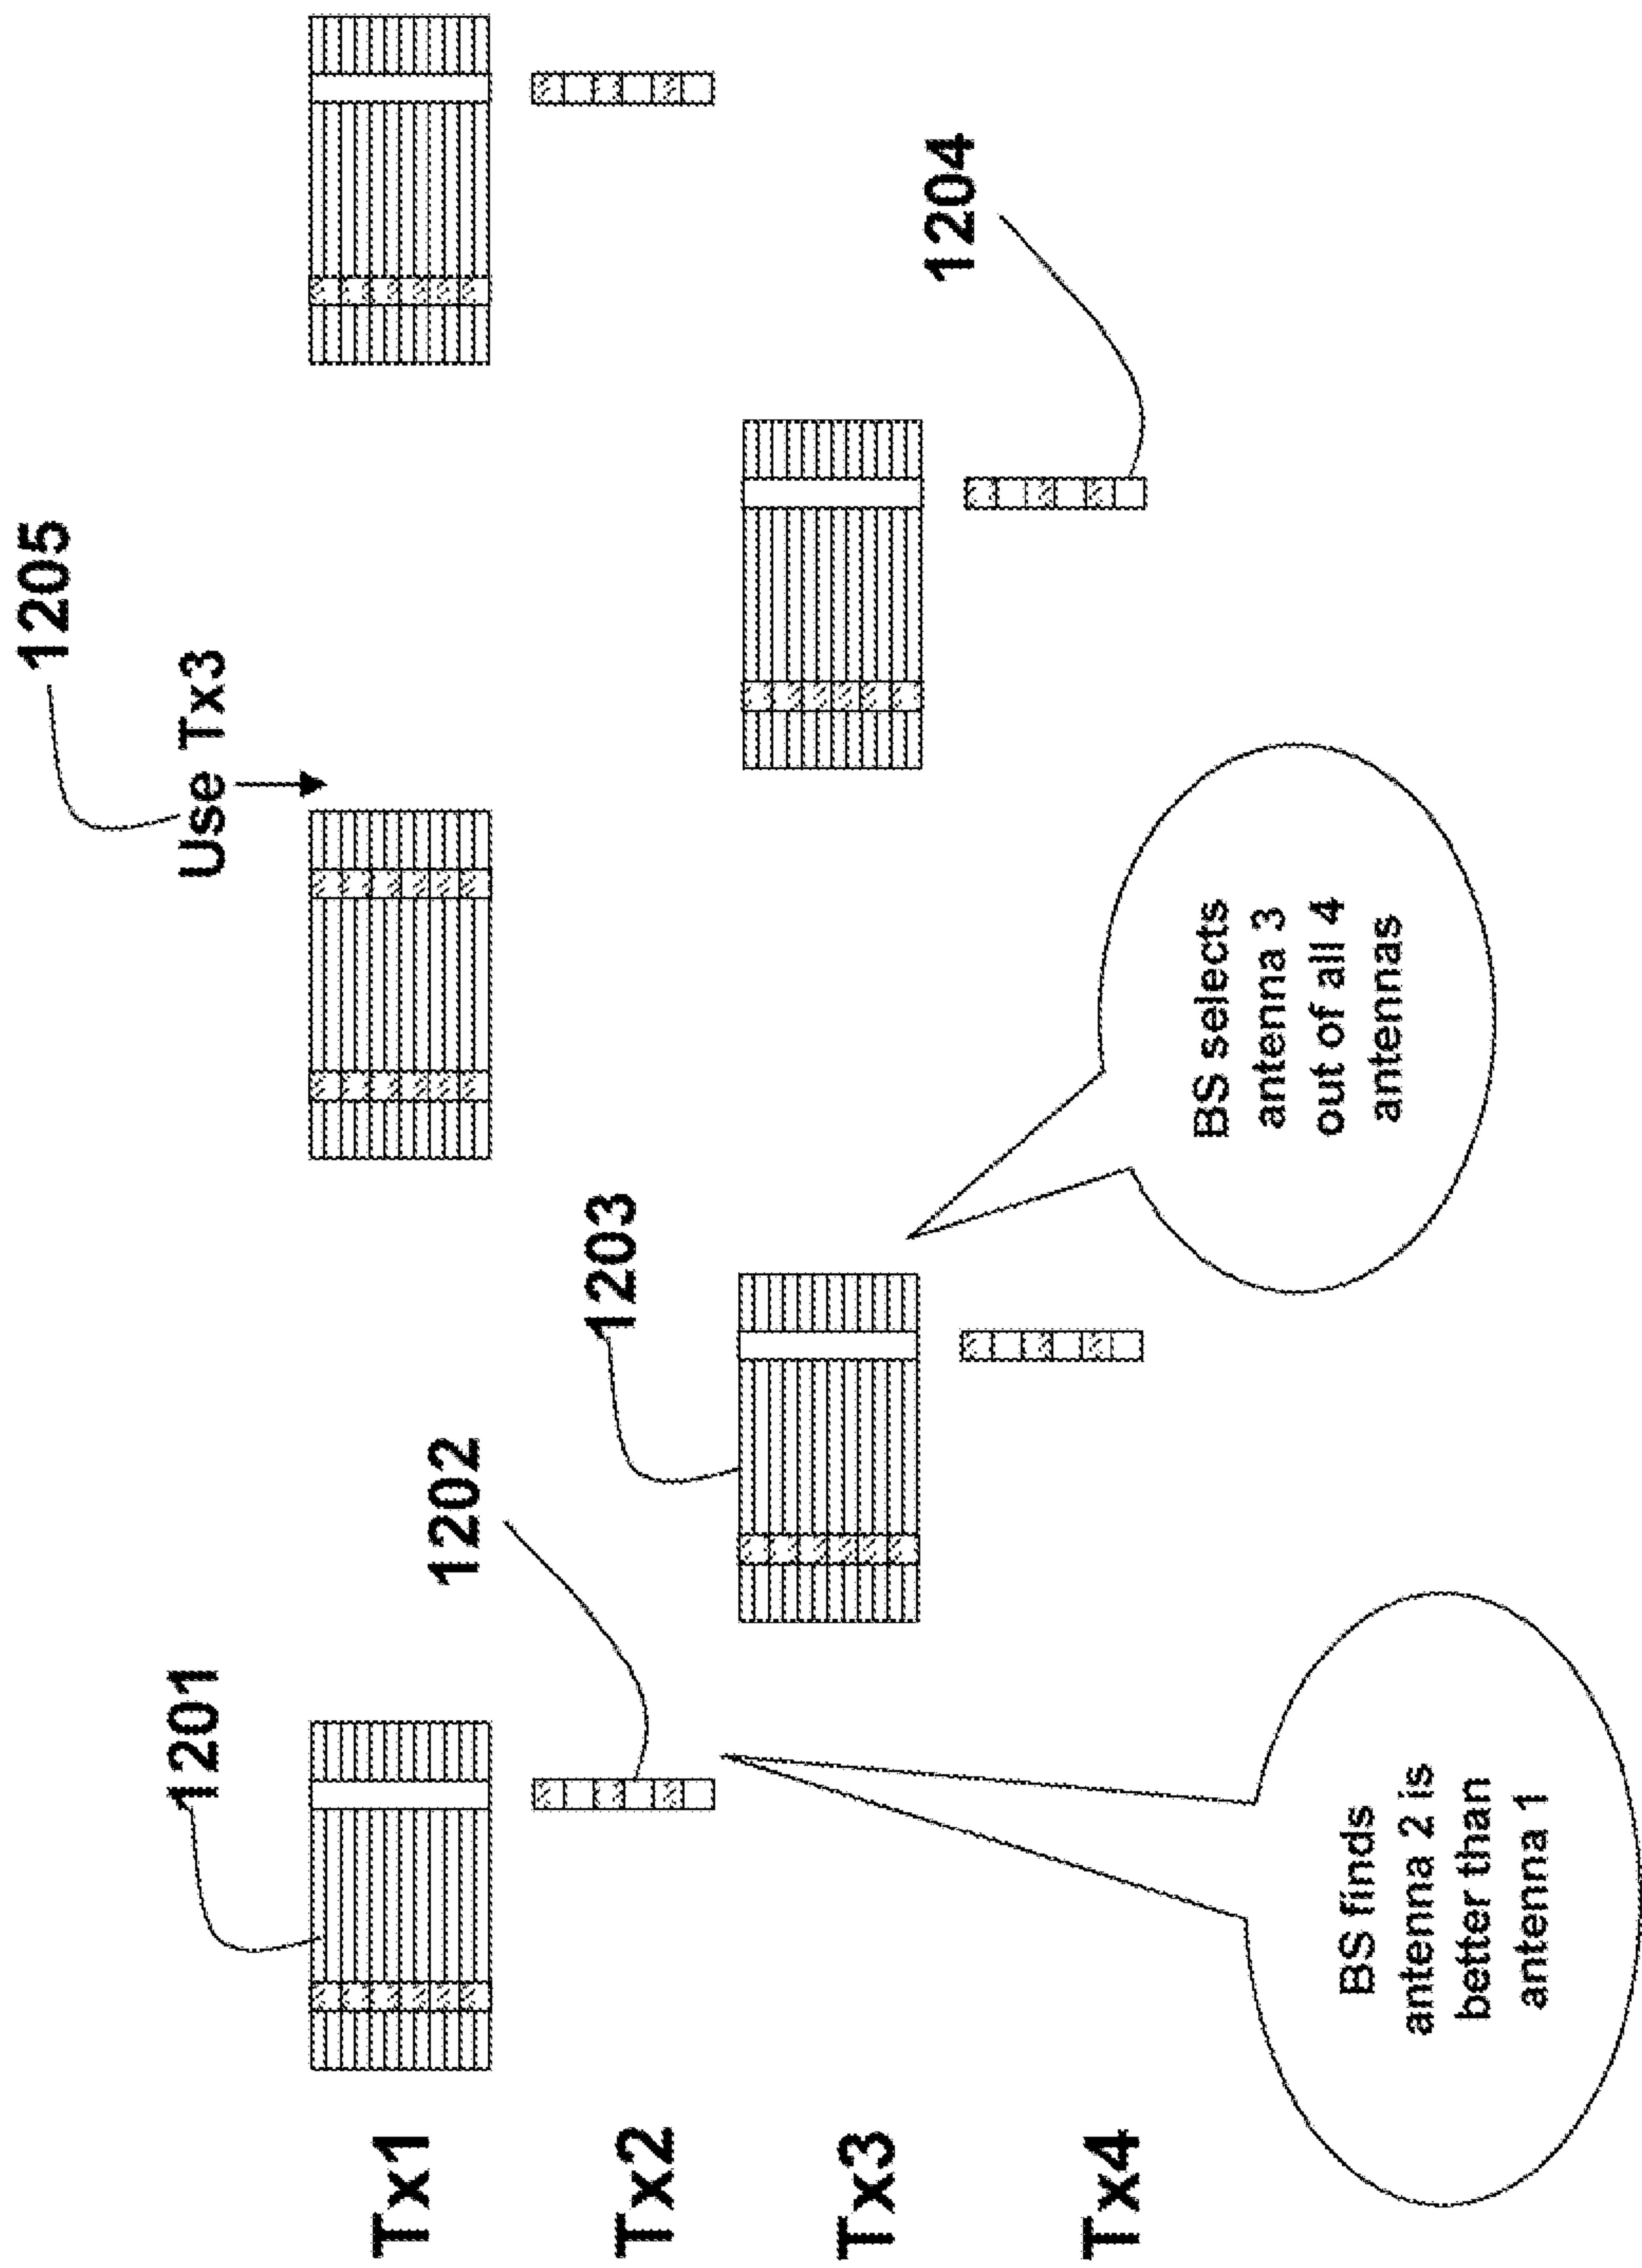 1205
Use Tx3
1201
1202
1203
1204
Tx1
Tx2
Tx3
Tx4
BS finds
antenna 2 is
better than
antenna 1
BS selects
antenna 3
out of all 4
antennas